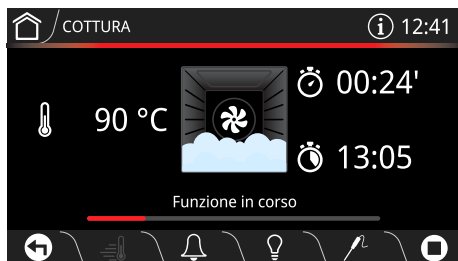 COTTURA
i 12:41
90 °C
00:24'
13:05
Funzione in corso